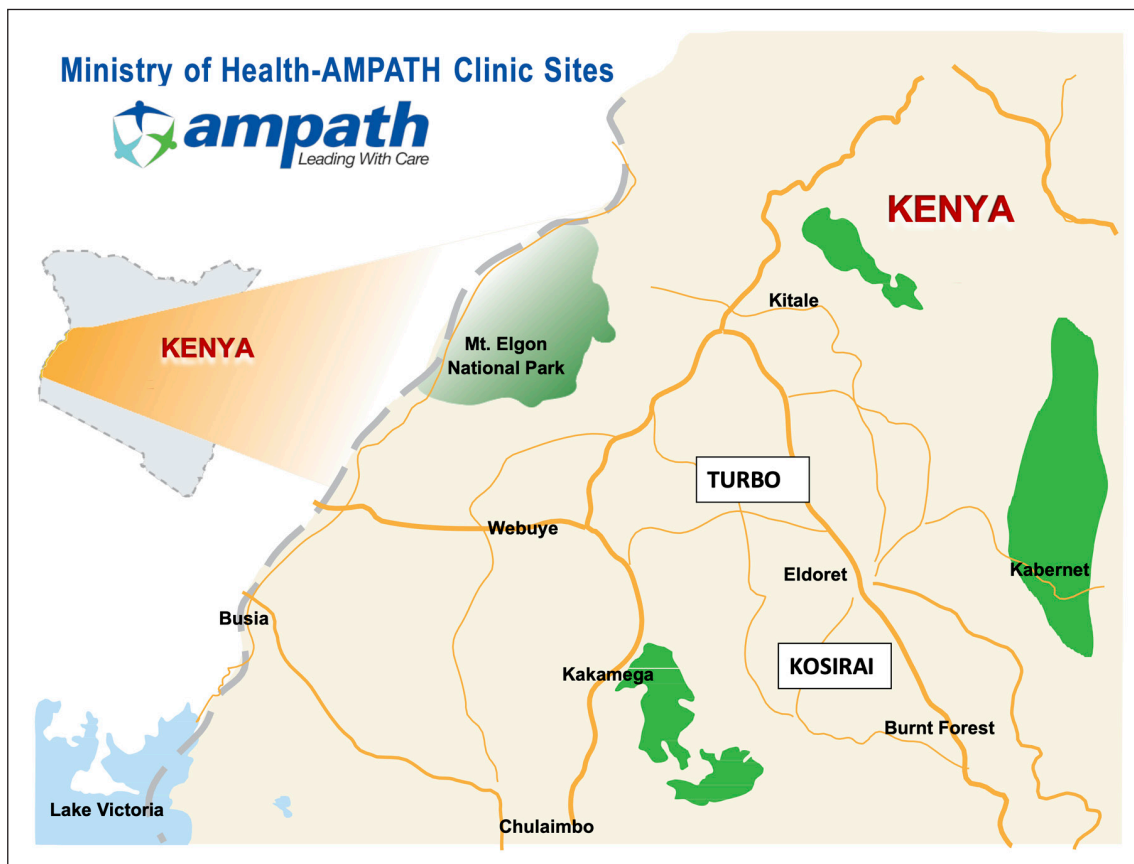 Ministry of Health-AMPATH Clinic Sites
ampath
Leading With Care
KENYA
KENYA
Kitale
Mt. Elgon
National Park
TURBO
Webuye
Eldoret
Kabernet
Busia
KOSIRAI
Kakamega
Burnt Forest
Lake Victoria
Chulaimbo